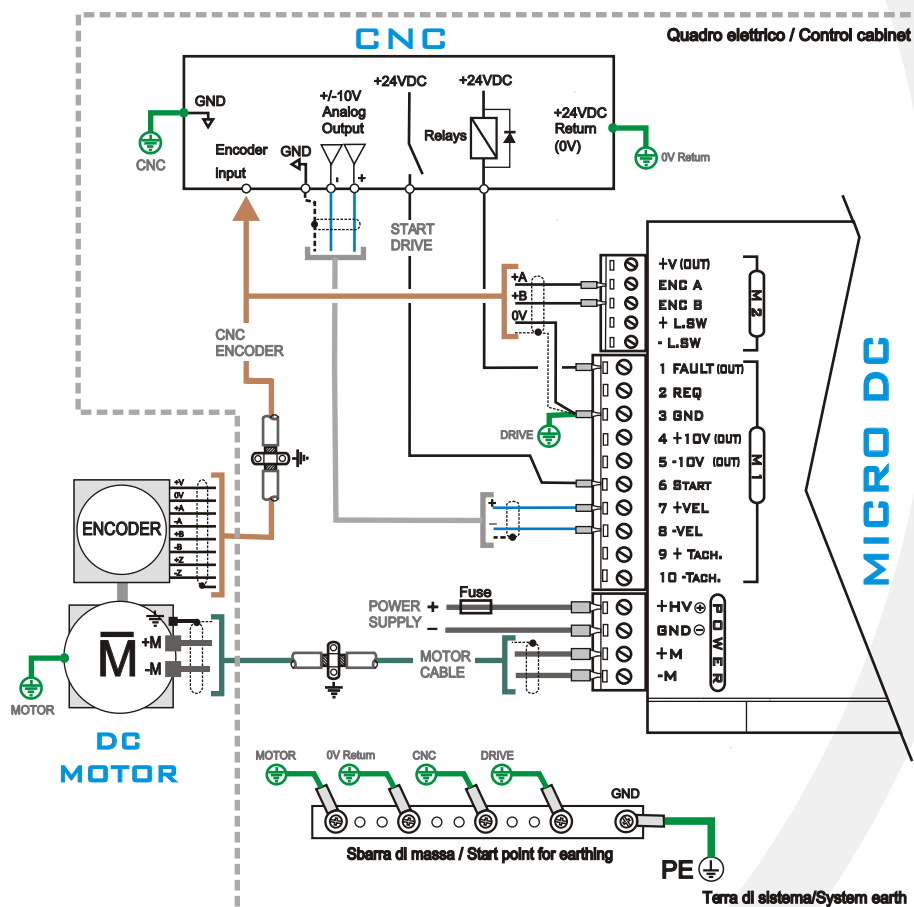 Quadro elettrico / Control cabinet
CNC
GND
+/-10V
Analog
Output
+24VDC
+24VDC
Relays
+24VDC
Return
(0V)
Encoder
input
GND
- +
CNC
0V Return
START
DRIVE
CNC
ENCODER
+A
+B
0V
+V (OUT)
ENC A
ENC B
+ L.SW
- L.SW
M 2
1 FAULT (OUT)
2 REQ
3 GND
4 +10V (OUT)
5 -10V (OUT)
6 START
7 +VEL
8 -VEL
9 + TACH.
10 -TACH.
M 1
MICRO DC
DRIVE
+
-
ENCODER
+V
0V
+A
-A
+B
-B
+Z
-Z
POWER
SUPPLY
+
-
Fuse
+HV ⊕
GND ⊖
+M
-M
POWER
M
+M
-M
MOTOR
CABLE
MOTOR
DC
MOTOR
MOTOR
0V Return
CNC
DRIVE
GND
Sbarra di massa / Start point for earthing
PE
Terra di sistema/System earth